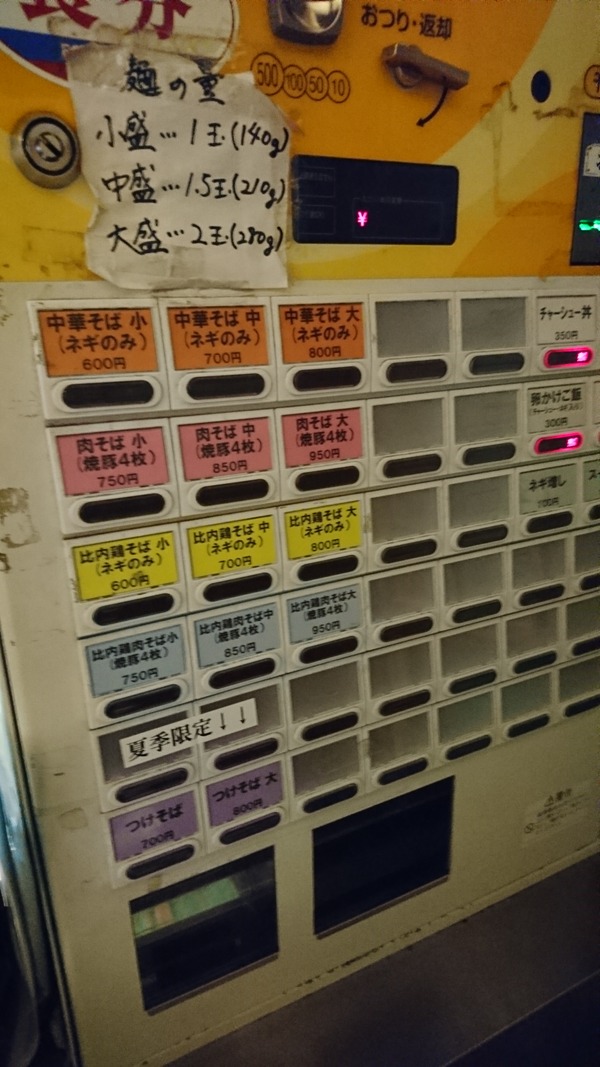 食券
おつり・返却
500 100 50 10
麺の量
小盛…1玉(140g)
中盛…1.5玉(210g)
大盛…2玉(280g)
¥
中華そば 小
(ネギのみ)
600円
中華そば 中
(ネギのみ)
700円
中華そば 大
(ネギのみ)
800円
チャーシュー丼
350円
肉そば 小
(焼豚4枚)
750円
肉そば 中
(焼豚4枚)
850円
肉そば 大
(焼豚4枚)
950円
卵かけご飯
300円
比内鶏そば 小
(ネギのみ)
600円
比内鶏そば 中
(ネギのみ)
700円
比内鶏そば 大
(ネギのみ)
800円
ネギ増し
100円
比内鶏肉そば小
(焼豚4枚)
750円
比内鶏肉そば中
(焼豚4枚)
850円
比内鶏肉そば大
(焼豚4枚)
950円
夏季限定↓↓
つけそば
700円
つけそば 大
800円